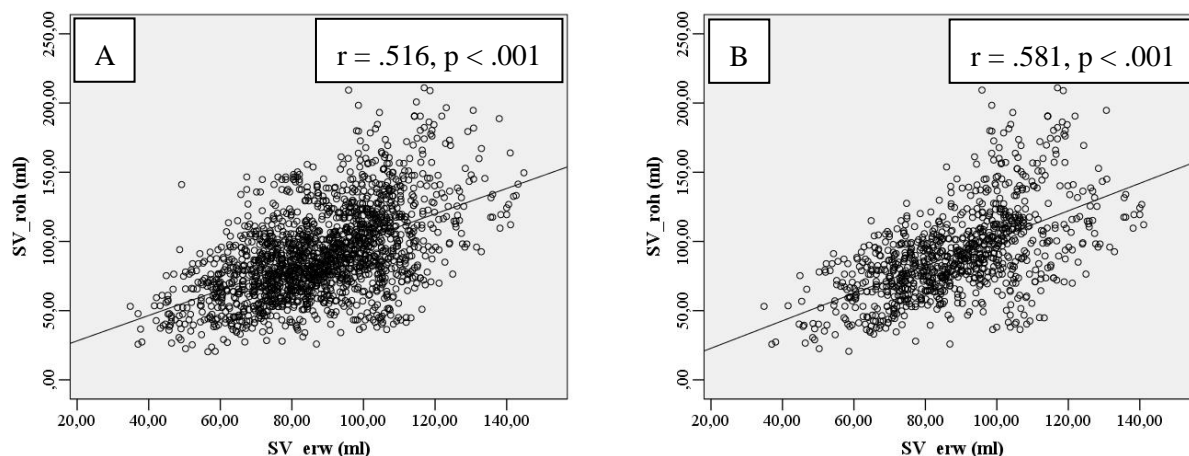 A
r = .516, p < .001
250,00
200,00
150,00
100,00
50,00
,00
SV_roh (ml)
20,00 40,00 60,00 80,00 100,00 120,00 140,00
SV_erw (ml)
B
r = .581, p < .001
250,00
200,00
150,00
100,00
50,00
,00
SV_roh (ml)
20,00 40,00 60,00 80,00 100,00 120,00 140,00
SV_erw (ml)